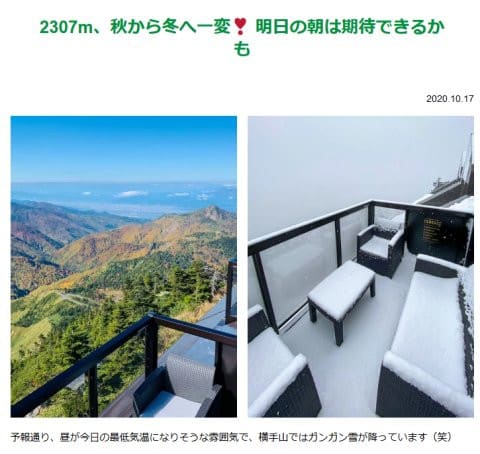 2307m、秋から冬へ一変❣ 明日の朝は期待できるか
も
2020.10.17
予報通り、昼が今日の最低気温になりそうな雰囲気で、横手山ではガンガン雪が降っています（笑）